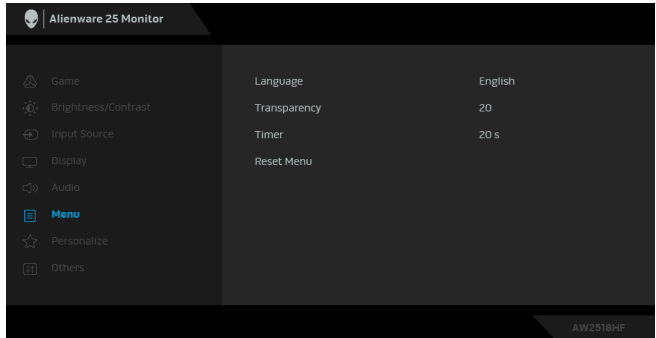 Alienware 25 Monitor
Game
Language English
Brightness/Contrast
Transparency 20
Input Source
Timer 20 s
Display
Reset Menu
Audio
Menu
Personalize
Others
AW2518HF